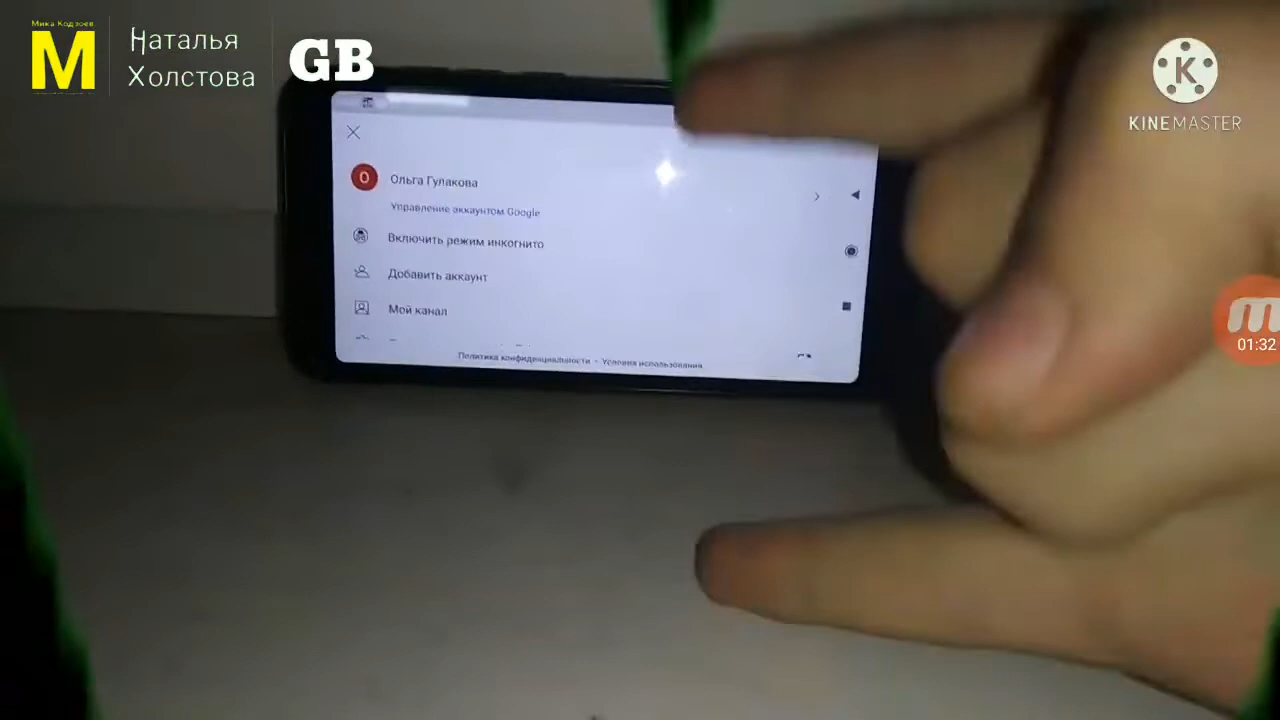 Мика Кодзоев
M
Наталья
Холстова
GB
KINEMASTER
Ольга Гулакова
Управление аккаунтом Google
Включить режим инкогнито
Добавить аккаунт
Мой канал
Политика конфиденциальности • Условия использования
01:32